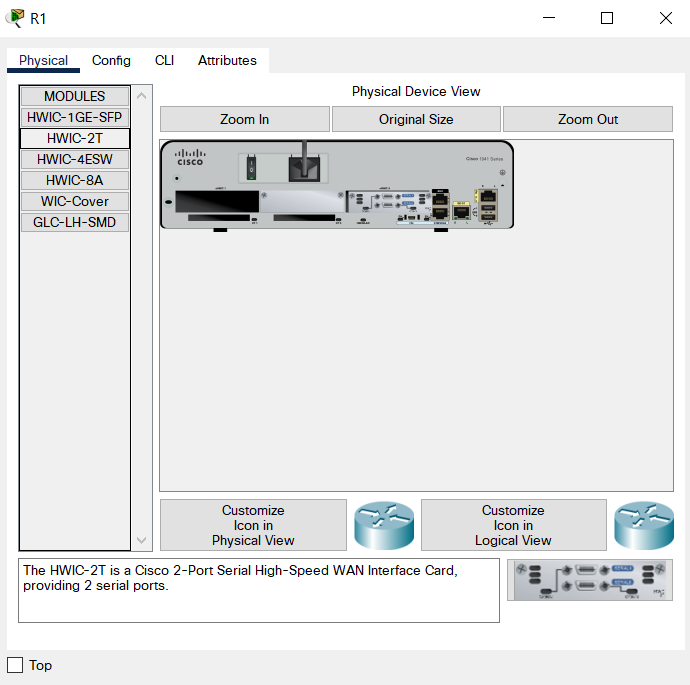 R1
Physical
Config
CLI
Attributes
MODULES
HWIC-1GE-SFP
HWIC-2T
HWIC-4ESW
HWIC-8A
WIC-Cover
GLC-LH-SMD
Physical Device View
Zoom In
Original Size
Zoom Out
CISCO
Cisco 1941 Series
Customize
Icon in
Physical View
Customize
Icon in
Logical View
The HWIC-2T is a Cisco 2-Port Serial High-Speed WAN Interface Card,
providing 2 serial ports.
Top